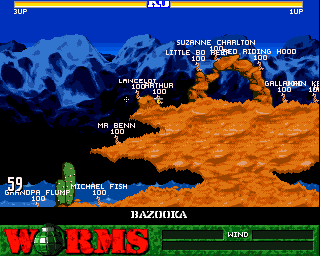 3UP 1UP
SUZANNE CHARLTON
LITTLE BO PEEP RED RIDING HOOD
100 100 100
LANCELOT ARTHUR GALLAHAD
100 100 100 100
MR BENN
100
59
GRANDPA FLUMP MICHAEL FISH
100 100
BAZOOKA
WORMS WIND